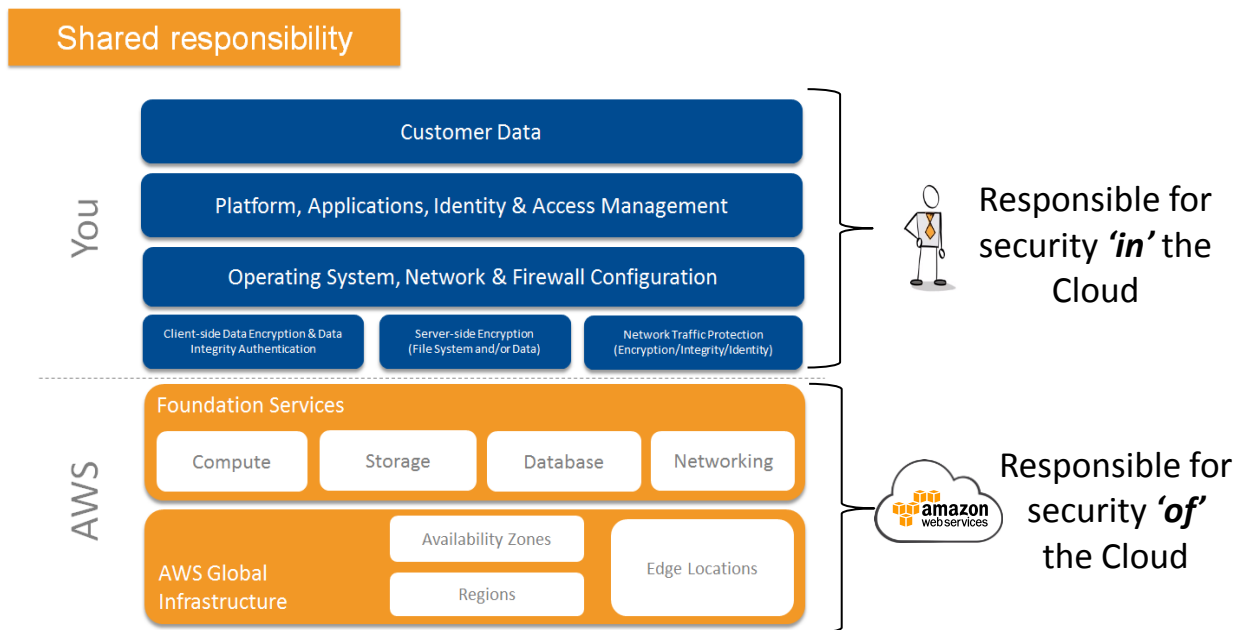 Shared responsibility
You
Customer Data
Platform, Applications, Identity & Access Management
Operating System, Network & Firewall Configuration
Client-side Data Encryption & Data
Integrity Authentication
Server-side Encryption
(File System and/or Data)
Network Traffic Protection
(Encryption/Integrity/Identity)
Responsible for
security ‘in’ the
Cloud
AWS
Foundation Services
Compute
Storage
Database
Networking
AWS Global
Infrastructure
Availability Zones
Regions
Edge Locations
amazon
webservices
Responsible for
security ‘of’
the Cloud